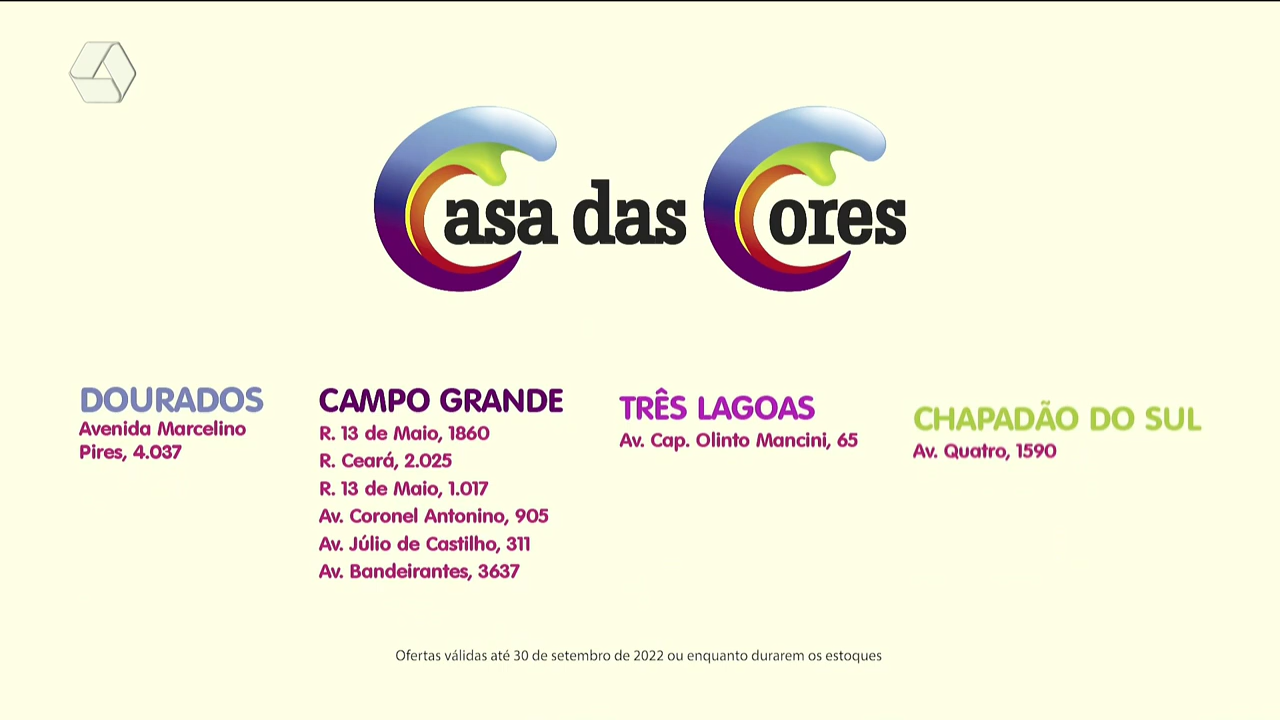 Casa das Cores
DOURADOS
Avenida Marcelino
Pires, 4.037
CAMPO GRANDE
R. 13 de Maio, 1860
R. Ceará, 2.025
R. 13 de Maio, 1.017
Av. Coronel Antonino, 905
Av. Júlio de Castilho, 311
Av. Bandeirantes, 3637
TRÊS LAGOAS
Av. Cap. Olinto Mancini, 65
CHAPADÃO DO SUL
Av. Quatro, 1590
Ofertas válidas até 30 de setembro de 2022 ou enquanto durarem os estoques